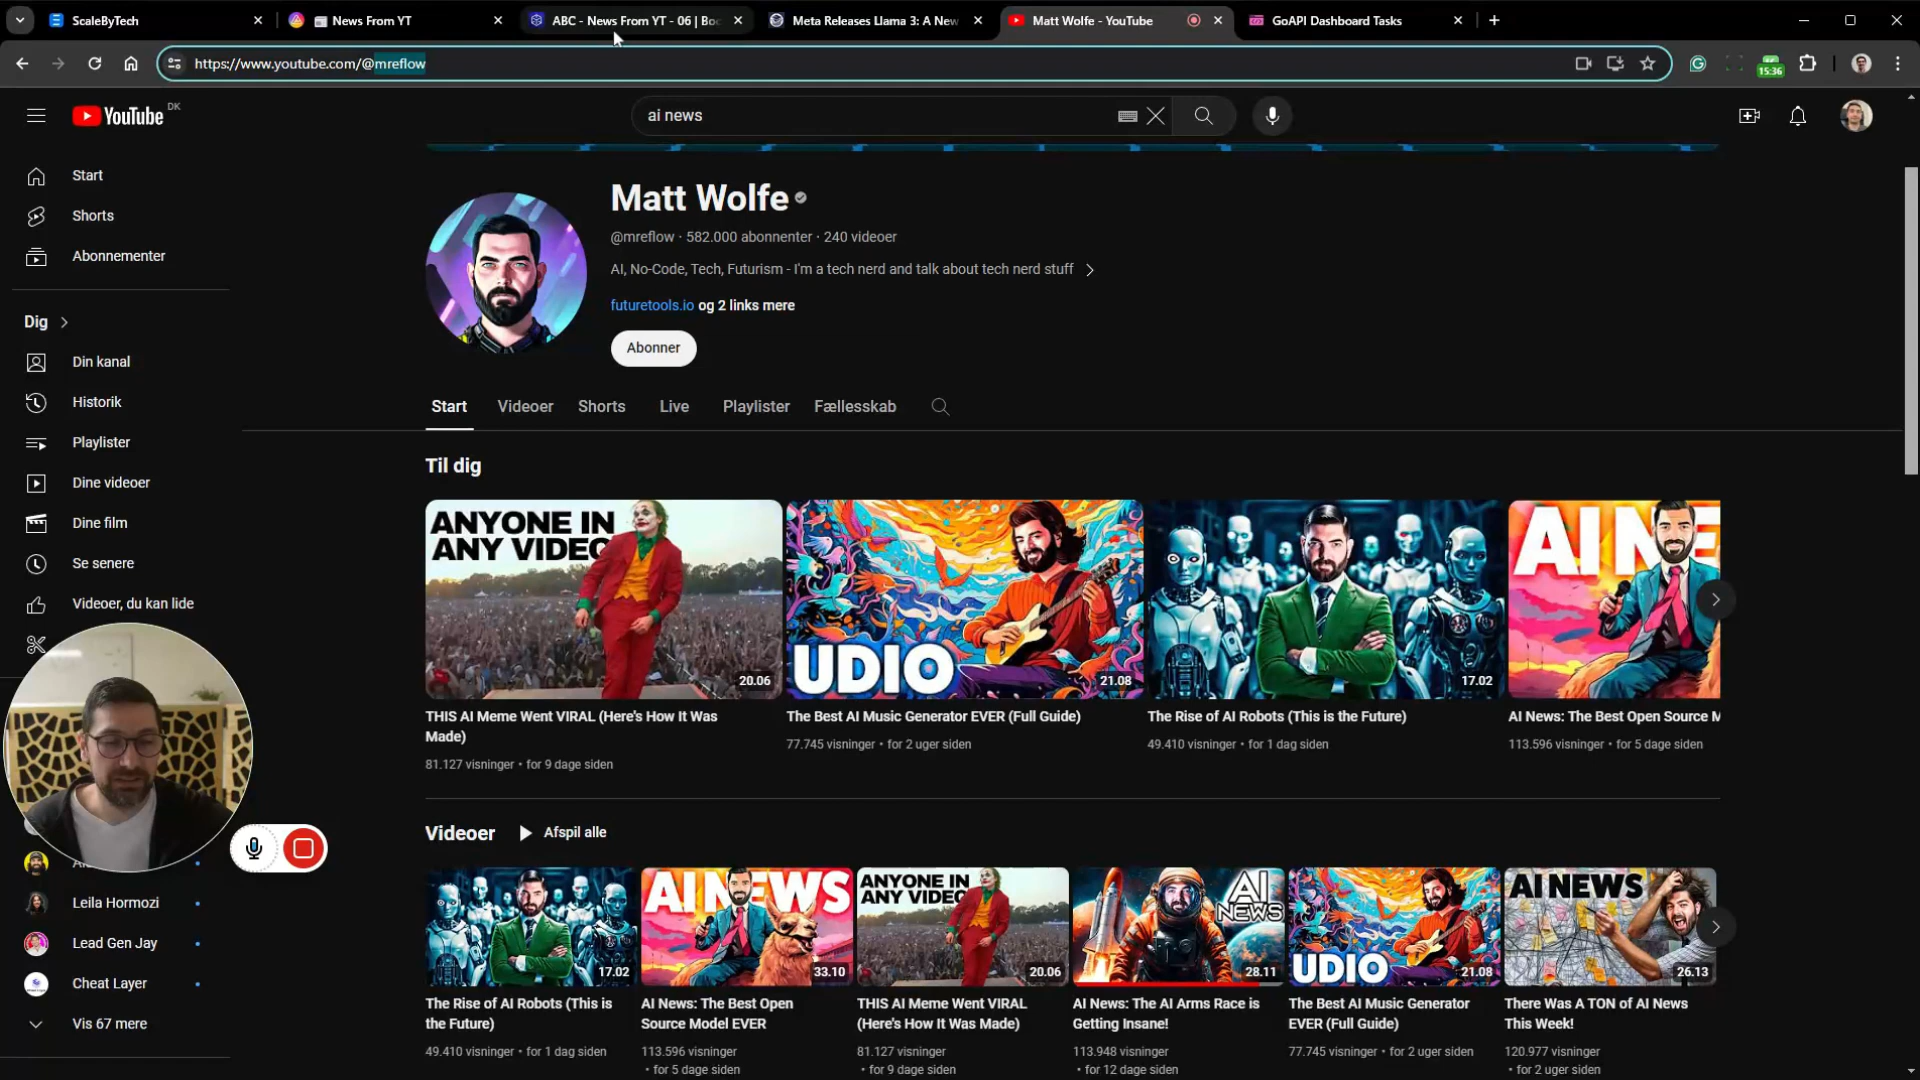 ScaleByTech
News From YT
ABC - News From YT - 06 | Boo
Meta Releases Llama 3: A New
Matt Wolfe - YouTube
GoAPI Dashboard Tasks
https://www.youtube.com/@mreflow
15:36
YouTube DK
ai news
Start
Shorts
Abonnementer
Dig
Din kanal
Historik
Playlister
Dine videoer
Dine film
Se senere
Videoer, du kan lide
Leila Hormozi
Lead Gen Jay
Cheat Layer
Vis 67 mere
Matt Wolfe
@mreflow · 582.000 abonnenter · 240 videoer
AI, No-Code, Tech, Futurism - I'm a tech nerd and talk about tech nerd stuff
futuretools.io og 2 links mere
Abonner
Start Videoer Shorts Live Playlister Fællesskab
Til dig
ANYONE IN
ANY VIDEO
20.06
THIS AI Meme Went VIRAL (Here's How It Was
Made)
81.127 visninger · for 9 dage siden
UDIO
21.08
The Best AI Music Generator EVER (Full Guide)
77.745 visninger · for 2 uger siden
17.02
The Rise of AI Robots (This is the Future)
49.410 visninger · for 1 dag siden
AI NE
AI News: The Best Open Source M
113.596 visninger · for 5 dage siden
Videoer
Afspil alle
17.02
The Rise of AI Robots (This is
the Future)
49.410 visninger · for 1 dag siden
AI NEWS
33.10
AI News: The Best Open
Source Model EVER
113.596 visninger
· for 5 dage siden
ANYONE IN
ANY VIDEO
20.06
THIS AI Meme Went VIRAL
(Here's How It Was Made)
81.127 visninger
· for 9 dage siden
AI
NEWS
28.11
AI News: The AI Arms Race is
Getting Insane!
113.948 visninger
· for 12 dage siden
UDIO
21.08
The Best AI Music Generator
EVER (Full Guide)
77.745 visninger · for 2 uger siden
AI NEWS
26.13
There Was A TON of AI News
This Week!
120.977 visninger
· for 2 uger siden